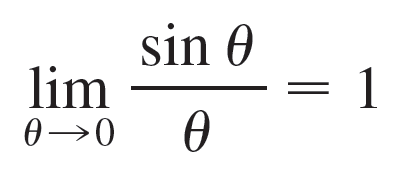 lim θ→0 sin θ / θ = 1